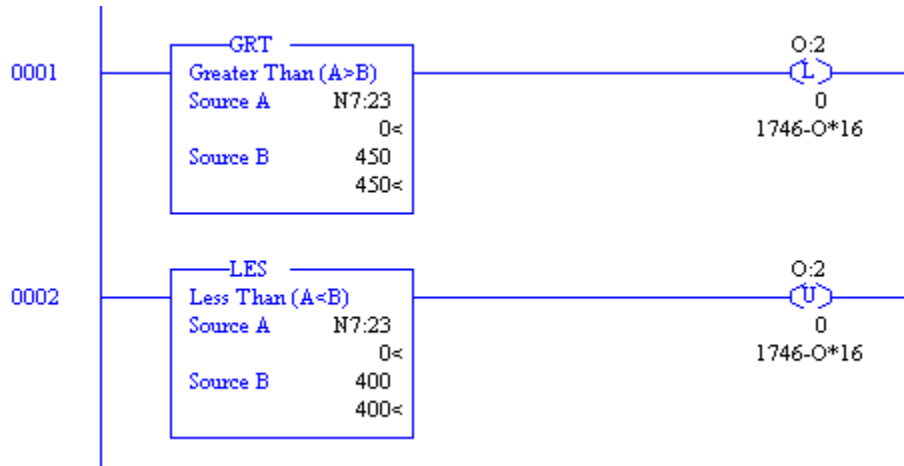 GRT
O:2
0001
Greater Than (A>B)
L
Source A N7:23
0
0<
1746-O*16
Source B 450
450<
LES
O:2
0002
Less Than (A<B)
U
Source A N7:23
0
0<
1746-O*16
Source B 400
400<